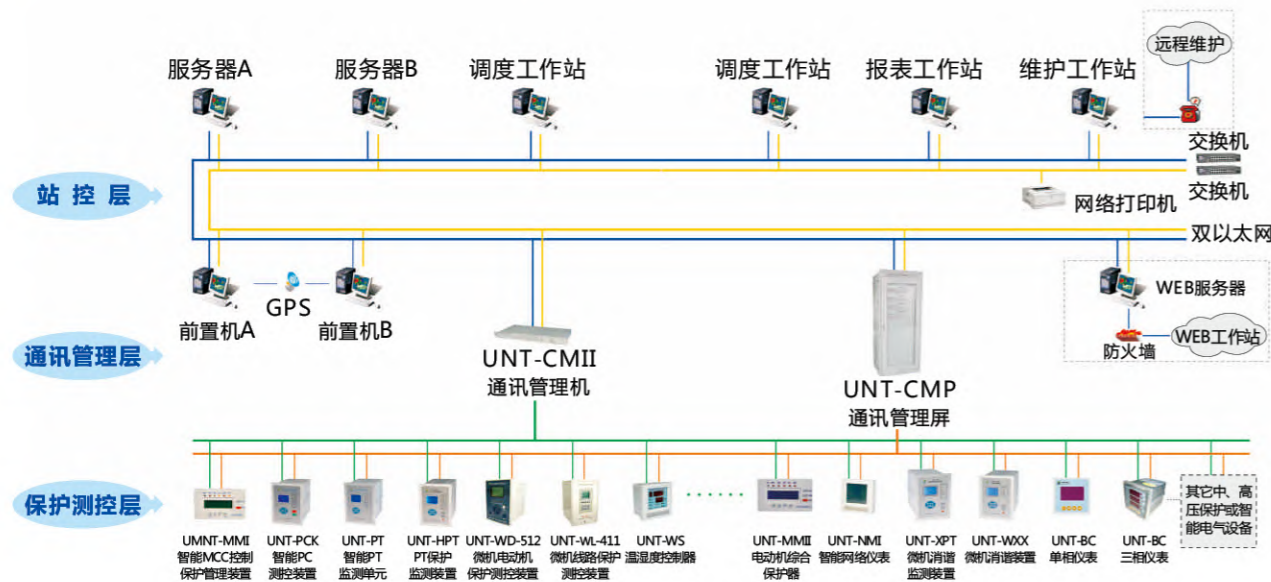 远程维护
服务器A
服务器B
调度工作站
调度工作站
报表工作站
维护工作站
交换机
站控层
网络打印机
交换机
双以太网
GPS
WEB服务器
前置机A
前置机B
通讯管理层
UNT-CMII
通讯管理机
防火墙
WEB工作站
UNT-CMP
通讯管理屏
保护测控层
UMNT-MMI
智能MCC控制
保护管理装置
UNT-PCK
智能PC
测控装置
UNT-PT
智能PT
监测单元
UNT-HPT
PT保护
监测装置
UNT-WD-512
微机电动机
保护测控装置
UNT-WL-411
微机线路保护
测控装置
UNT-WS
温湿度控制器
······
UNT-MMII
电动机综合
保护器
UNT-NMI
智能网络仪表
UNT-XPT
微机消谐
监测装置
UNT-WXX
微机消谐装置
UNT-BC
单相仪表
UNT-BC
三相仪表
其它中、高
压保护或智
能电气设备